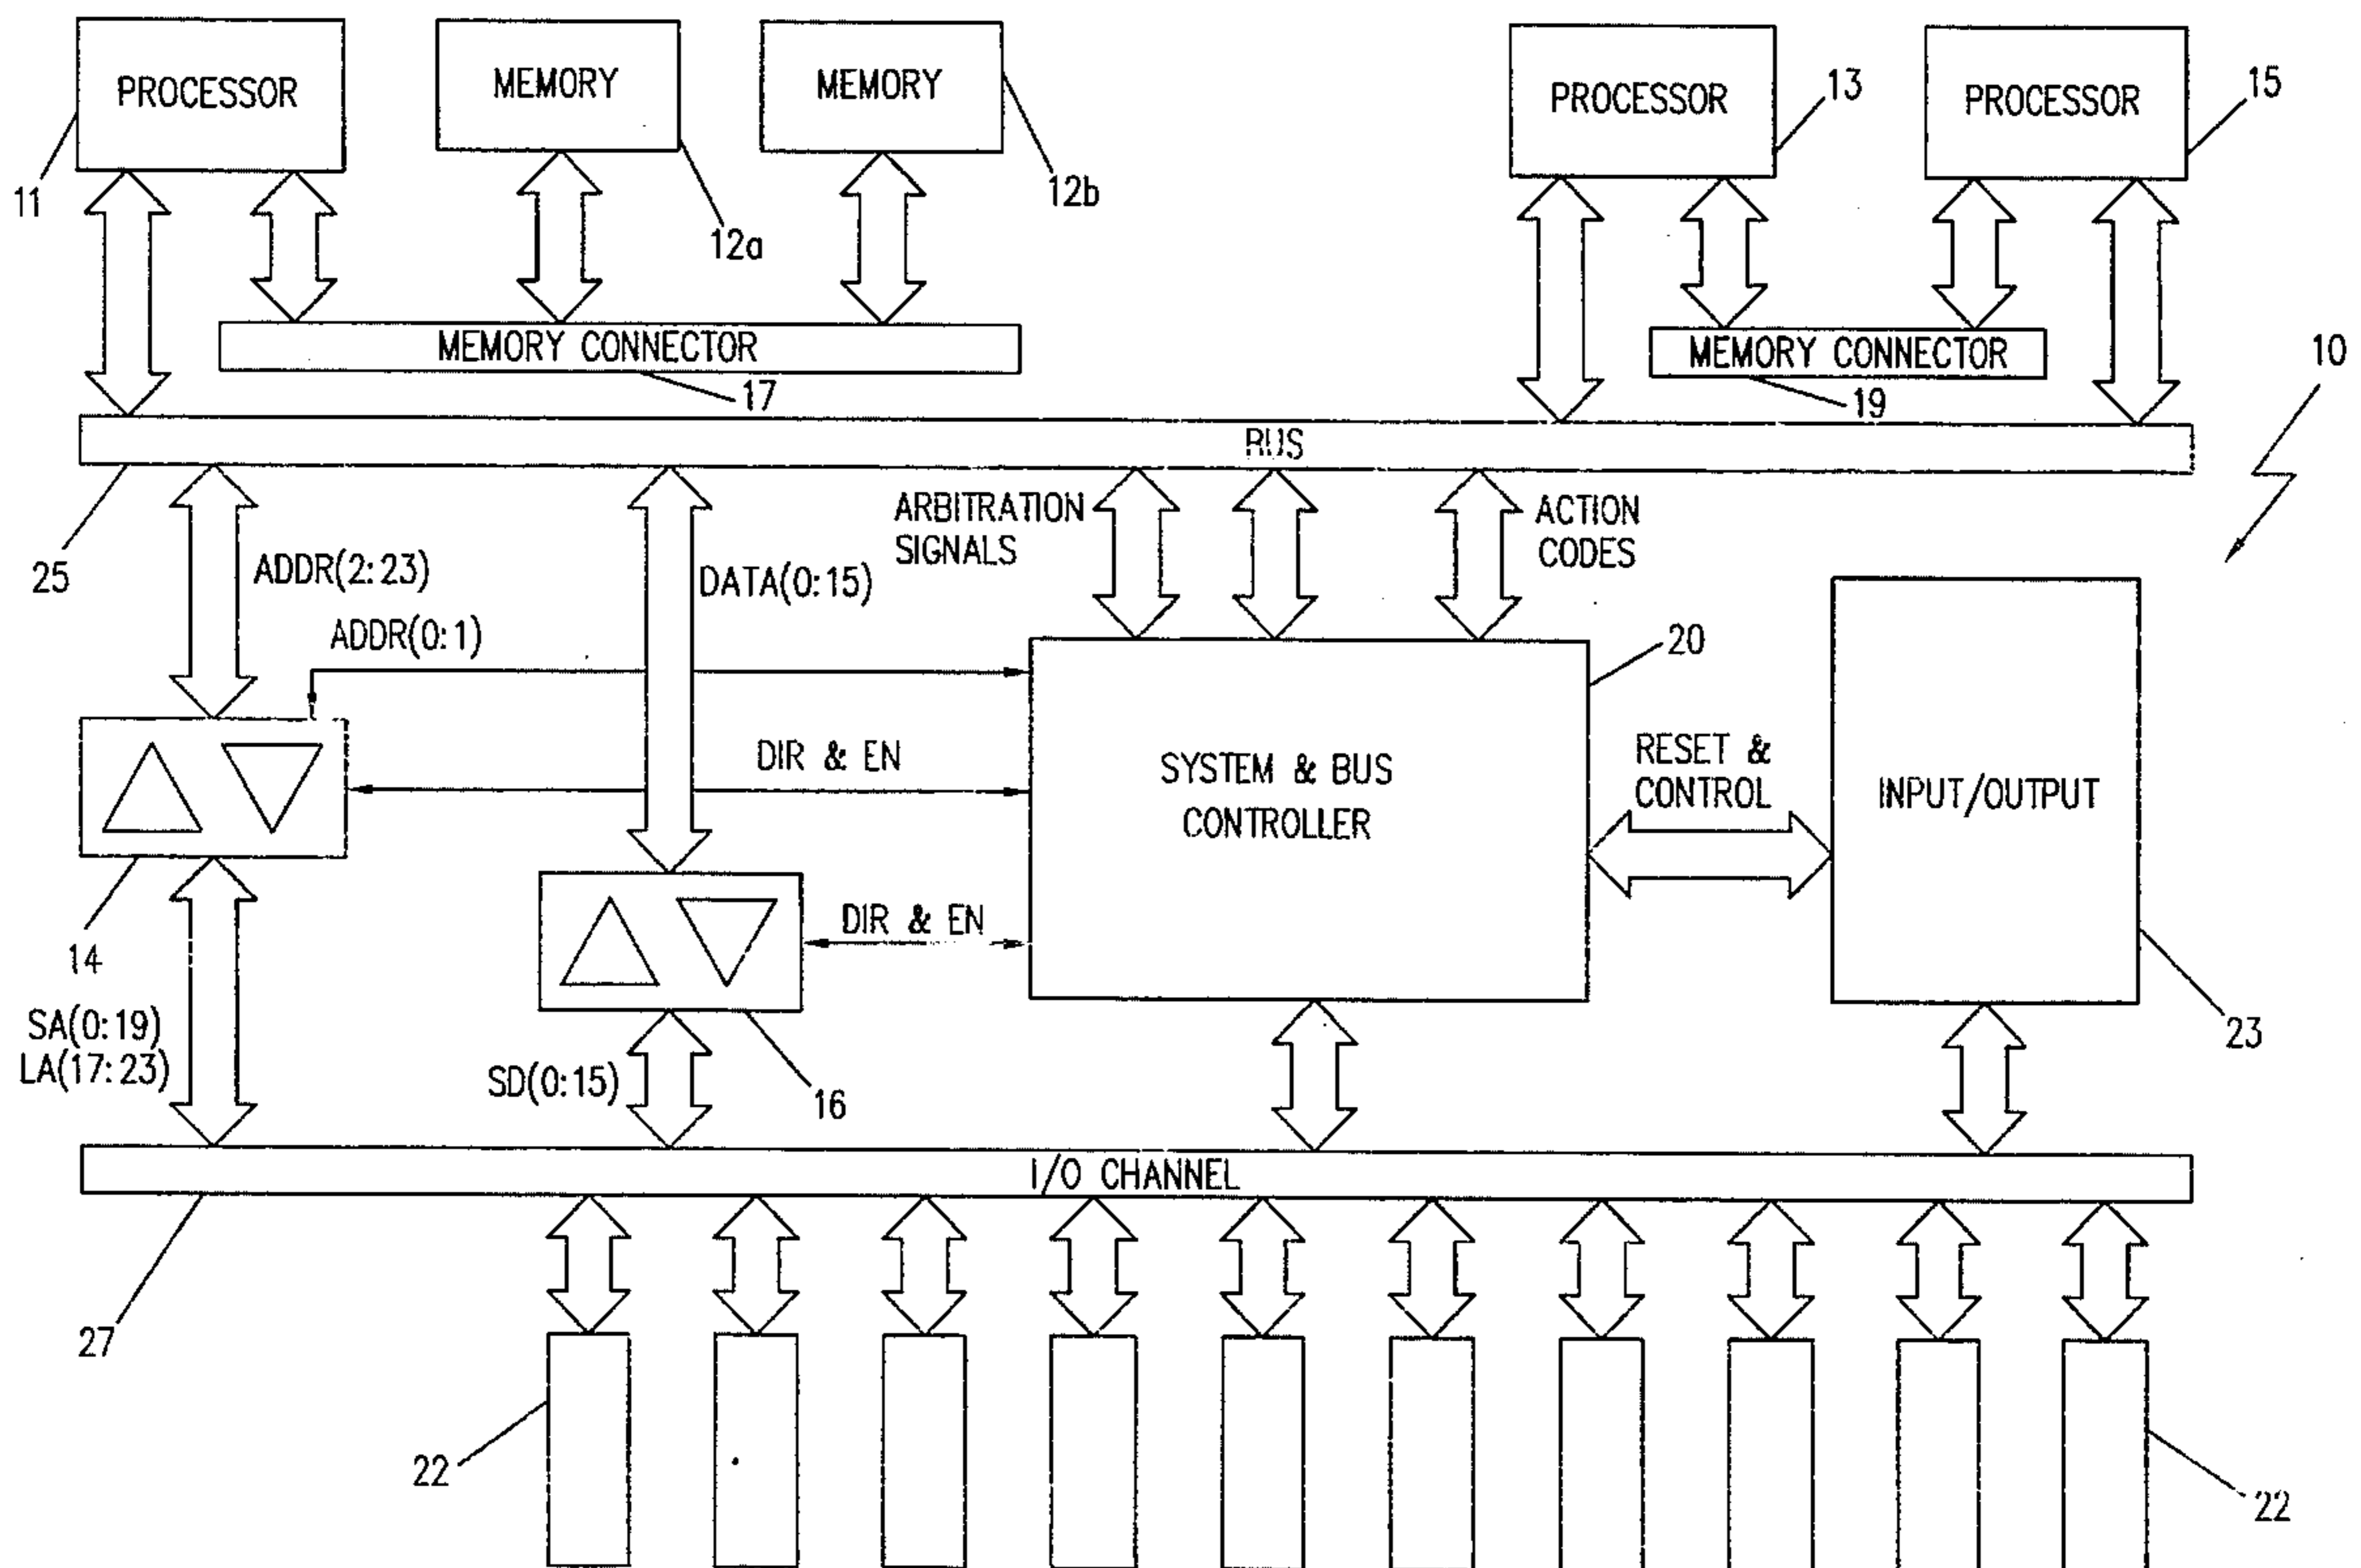 PROCESSOR
MEMORY
MEMORY
PROCESSOR
13
PROCESSOR
15
11
12a
12b
MEMORY CONNECTOR
17
MEMORY CONNECTOR
19
10
BUS
25
ADDR(2:23)
ADDR(0:1)
DATA(0:15)
ARBITRATION
SIGNALS
ACTION
CODES
20
DIR & EN
SYSTEM & BUS
CONTROLLER
RESET &
CONTROL
INPUT/OUTPUT
14
DIR & EN
SA(0:19)
LA(17:23)
SD(0:15)
16
23
I/O CHANNEL
27
22
22